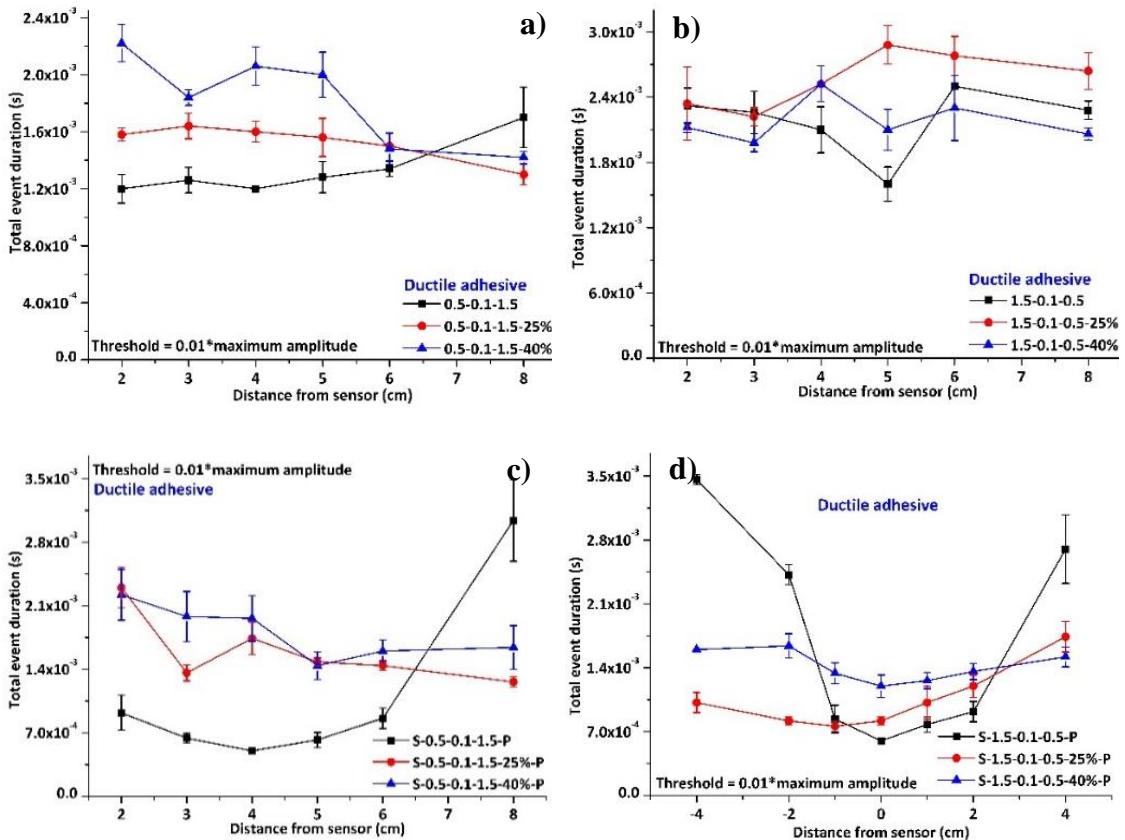 a)
Total event duration (s)
2.4x10⁻³
2.0x10⁻³
1.6x10⁻³
1.2x10⁻³
8.0x10⁻⁴
4.0x10⁻⁴
0.0
Ductile adhesive
0.5-0.1-1.5
0.5-0.1-1.5-25%
0.5-0.1-1.5-40%
Threshold = 0.01*maximum amplitude
2 3 4 5 6 7 8
Distance from sensor (cm)
b)
Total event duration (s)
3.0x10⁻³
2.4x10⁻³
1.8x10⁻³
1.2x10⁻³
6.0x10⁻⁴
0.0
Ductile adhesive
1.5-0.1-0.5
1.5-0.1-0.5-25%
1.5-0.1-0.5-40%
Threshold = 0.01*maximum amplitude
2 3 4 5 6 7 8
Distance from sensor (cm)
c)
Threshold = 0.01*maximum amplitude
Ductile adhesive
Total event duration (s)
3.5x10⁻³
2.8x10⁻³
2.1x10⁻³
1.4x10⁻³
7.0x10⁻⁴
0.0
S-0.5-0.1-1.5-P
S-0.5-0.1-1.5-25%-P
S-0.5-0.1-1.5-40%-P
2 3 4 5 6 7 8
Distance from sensor (cm)
d)
Ductile adhesive
Total event duration (s)
3.5x10⁻³
2.8x10⁻³
2.1x10⁻³
1.4x10⁻³
7.0x10⁻⁴
0.0
S-1.5-0.1-0.5-P
S-1.5-0.1-0.5-25%-P
S-1.5-0.1-0.5-40%-P
Threshold = 0.01*maximum amplitude
-4 -2 0 2 4
Distance from sensor (cm)